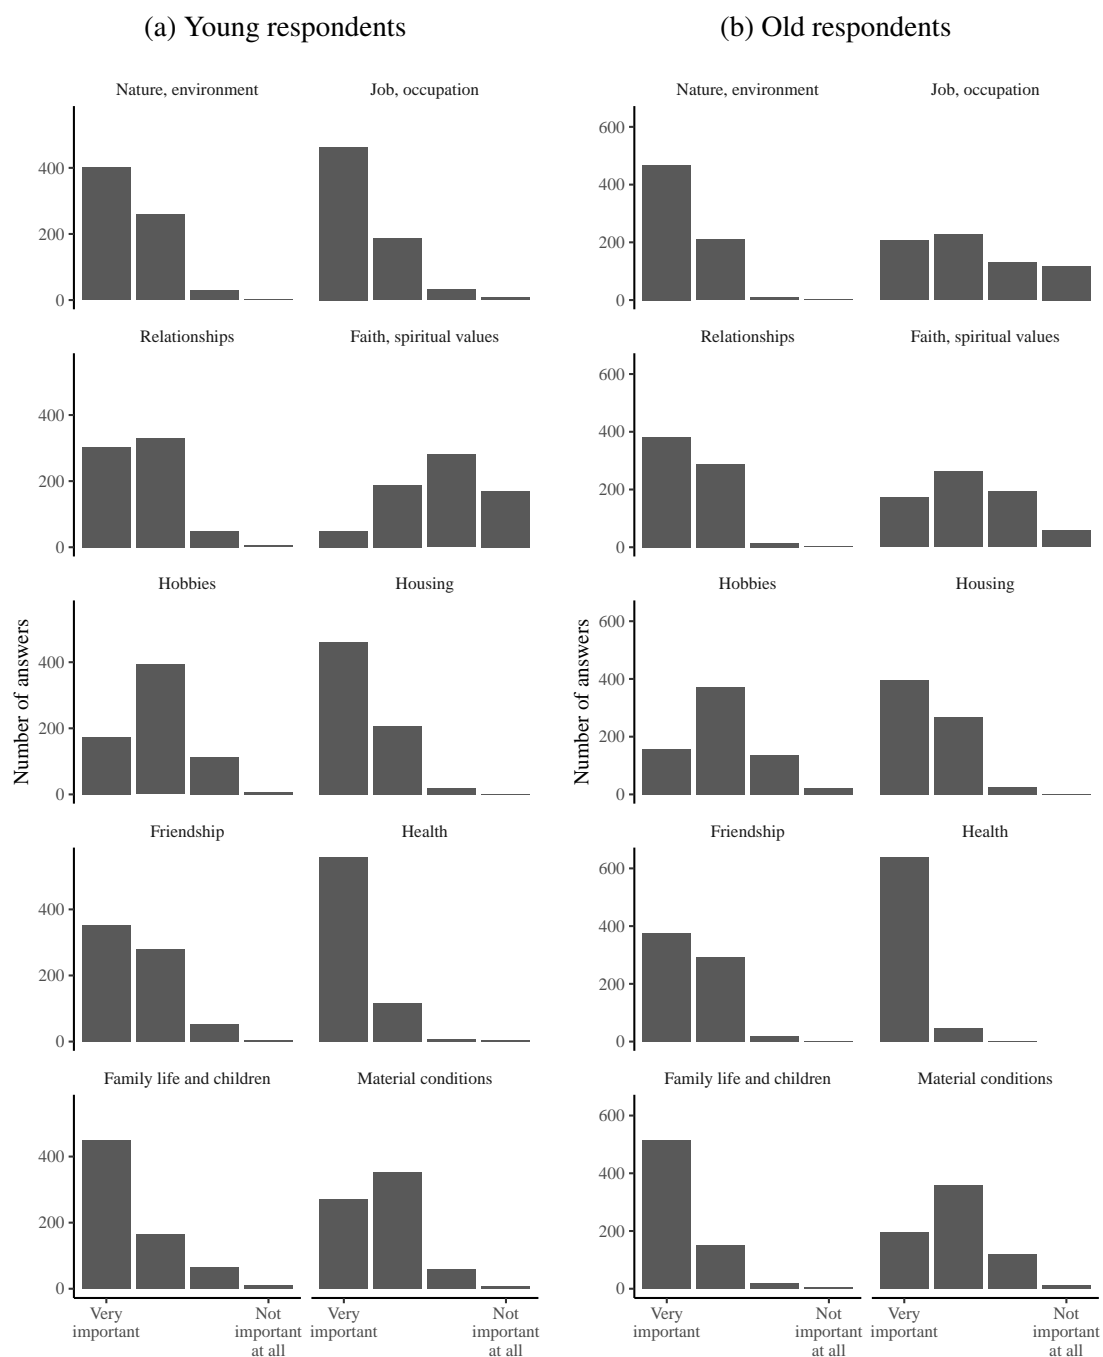 (a) Young respondents
Number of answers
Nature, environment
Job, occupation
400
200
0
Relationships
Faith, spiritual values
400
200
0
Hobbies
Housing
400
200
0
Friendship
Health
400
200
0
Family life and children
Material conditions
400
200
0
Very
important
Not
important
at all
Very
important
Not
important
at all
(b) Old respondents
Number of answers
Nature, environment
Job, occupation
600
400
200
0
Relationships
Faith, spiritual values
600
400
200
0
Hobbies
Housing
600
400
200
0
Friendship
Health
600
400
200
0
Family life and children
Material conditions
600
400
200
0
Very
important
Not
important
at all
Very
important
Not
important
at all